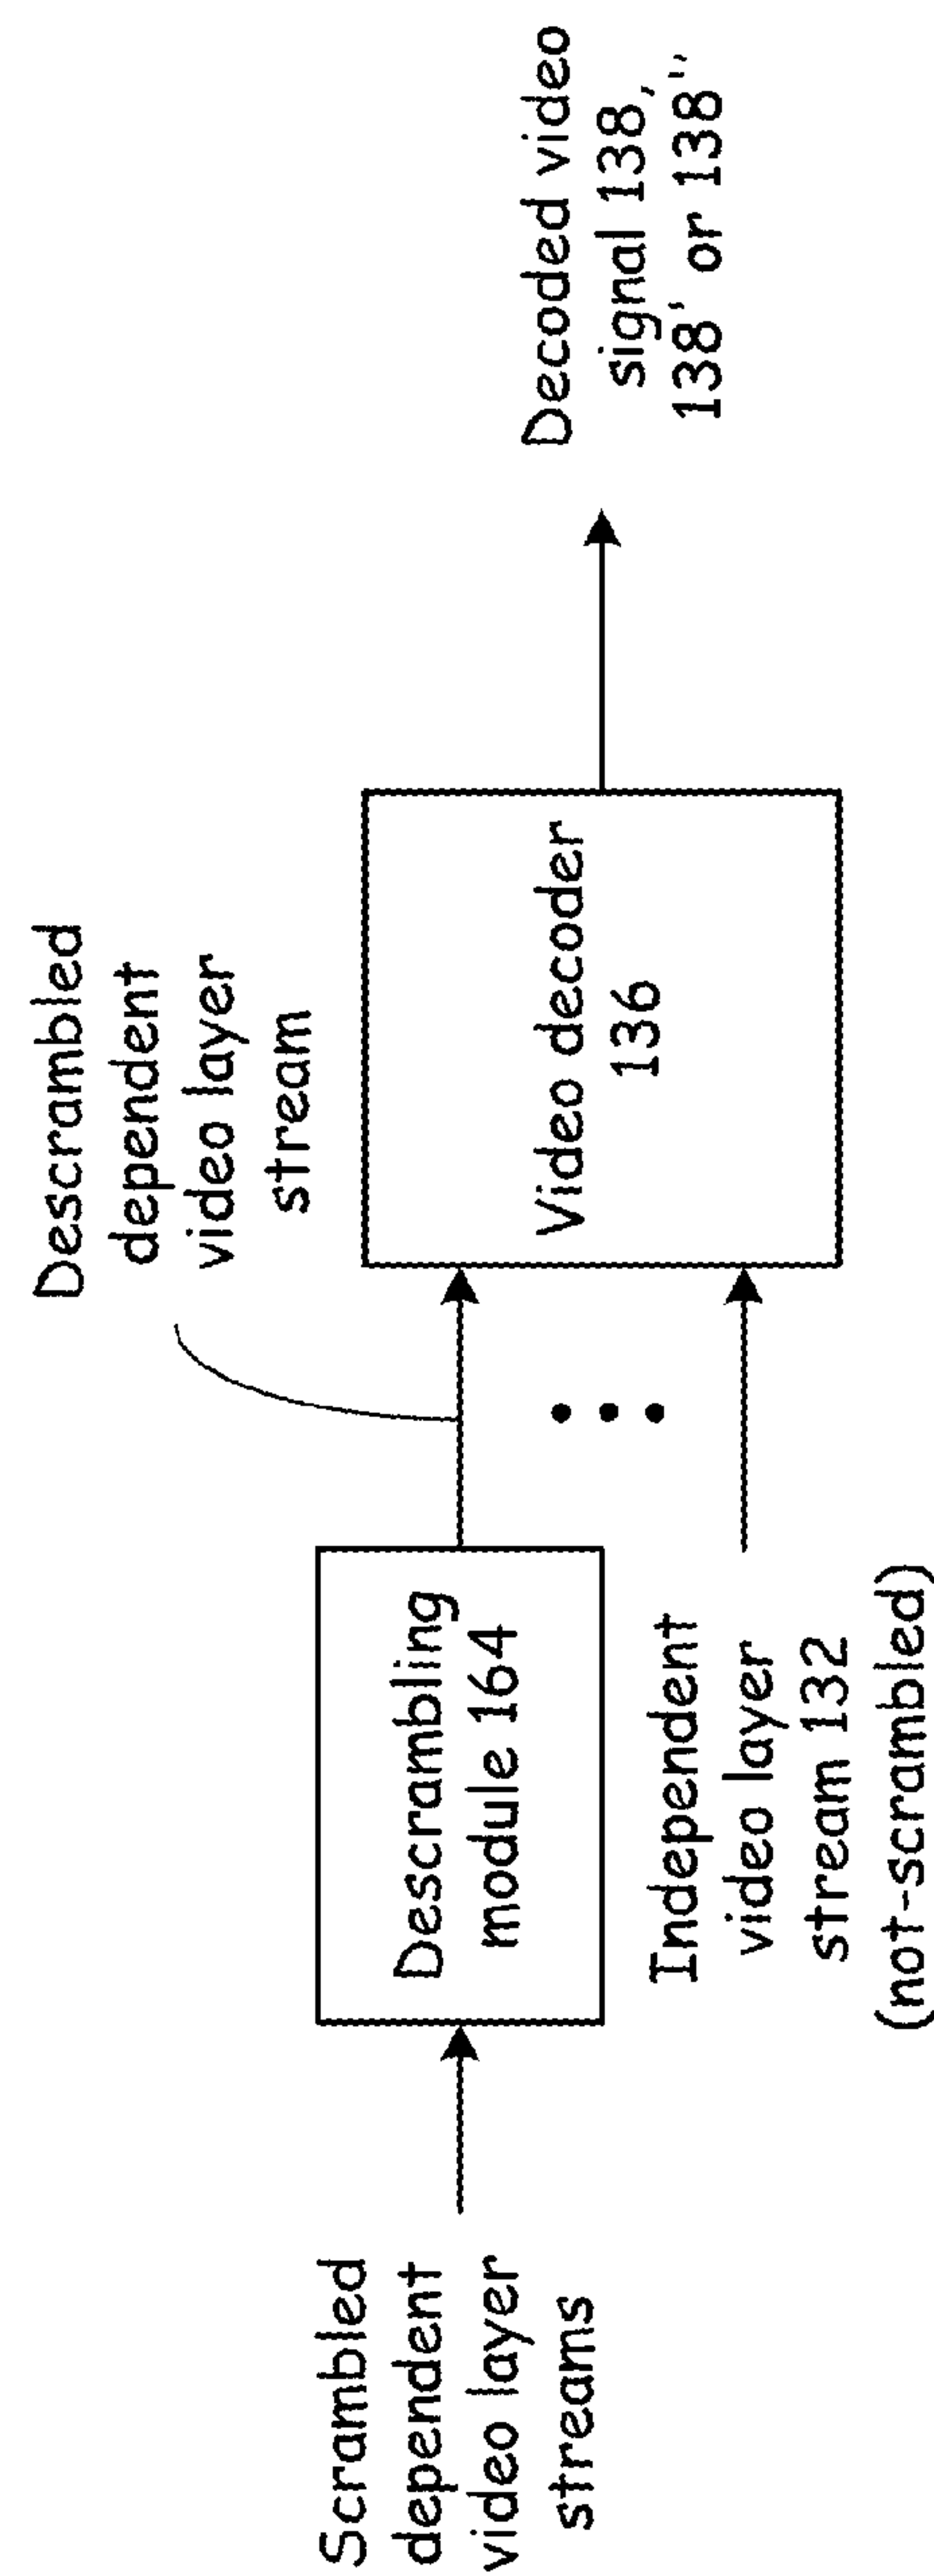 Scrambled
dependent
video layer
streams
Descrambling
module 164
Independent
video layer
stream 132
(not-scrambled)
Descrambled
dependent
video layer
stream
Video decoder
136
Decoded video
signal 138,
138' or 138''